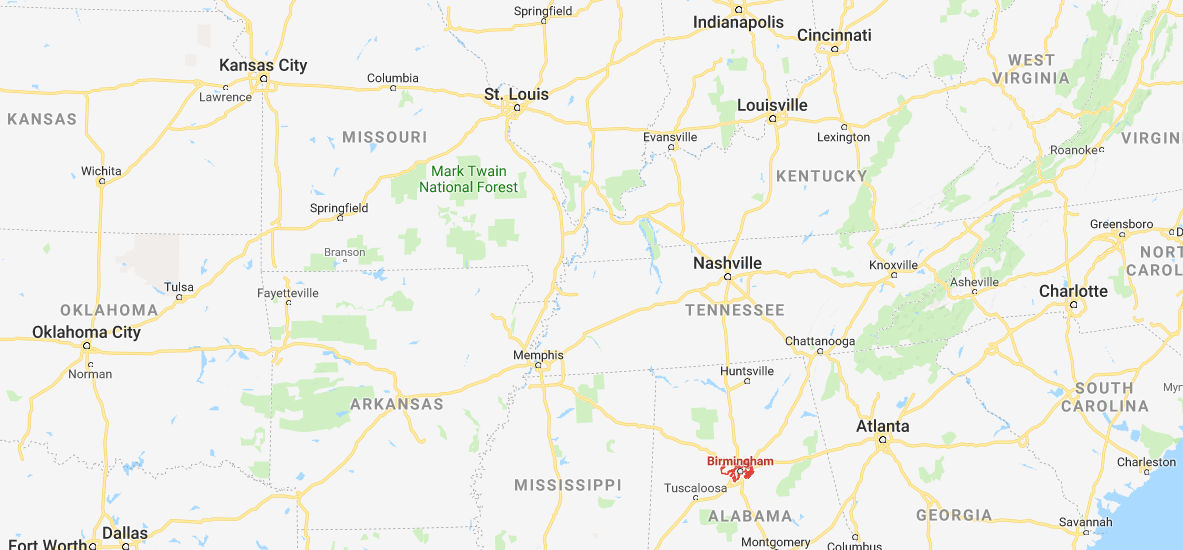 Springfield
Indianapolis
Cincinnati
Kansas City
Columbia
WEST
VIRGINIA
Lawrence
St. Louis
Louisville
KANSAS
MISSOURI
Evansville
Lexington
VIRGIN
Roanoke
Wichita
Mark Twain
National Forest
KENTUCKY
Springfield
Greensboro
D
Branson
NORT
CAROL
Nashville
Knoxville
Tulsa
Fayetteville
Asheville
Charlotte
OKLAHOMA
TENNESSEE
Oklahoma City
Chattanooga
Memphis
Norman
Huntsville
SOUTH
CAROLINA
Myr
ARKANSAS
Atlanta
Birmingham
Charleston
MISSISSIPPI
Tuscaloosa
ALABAMA
GEORGIA
Savannah
Dallas
Fort Worth
Montgomery
Columbus